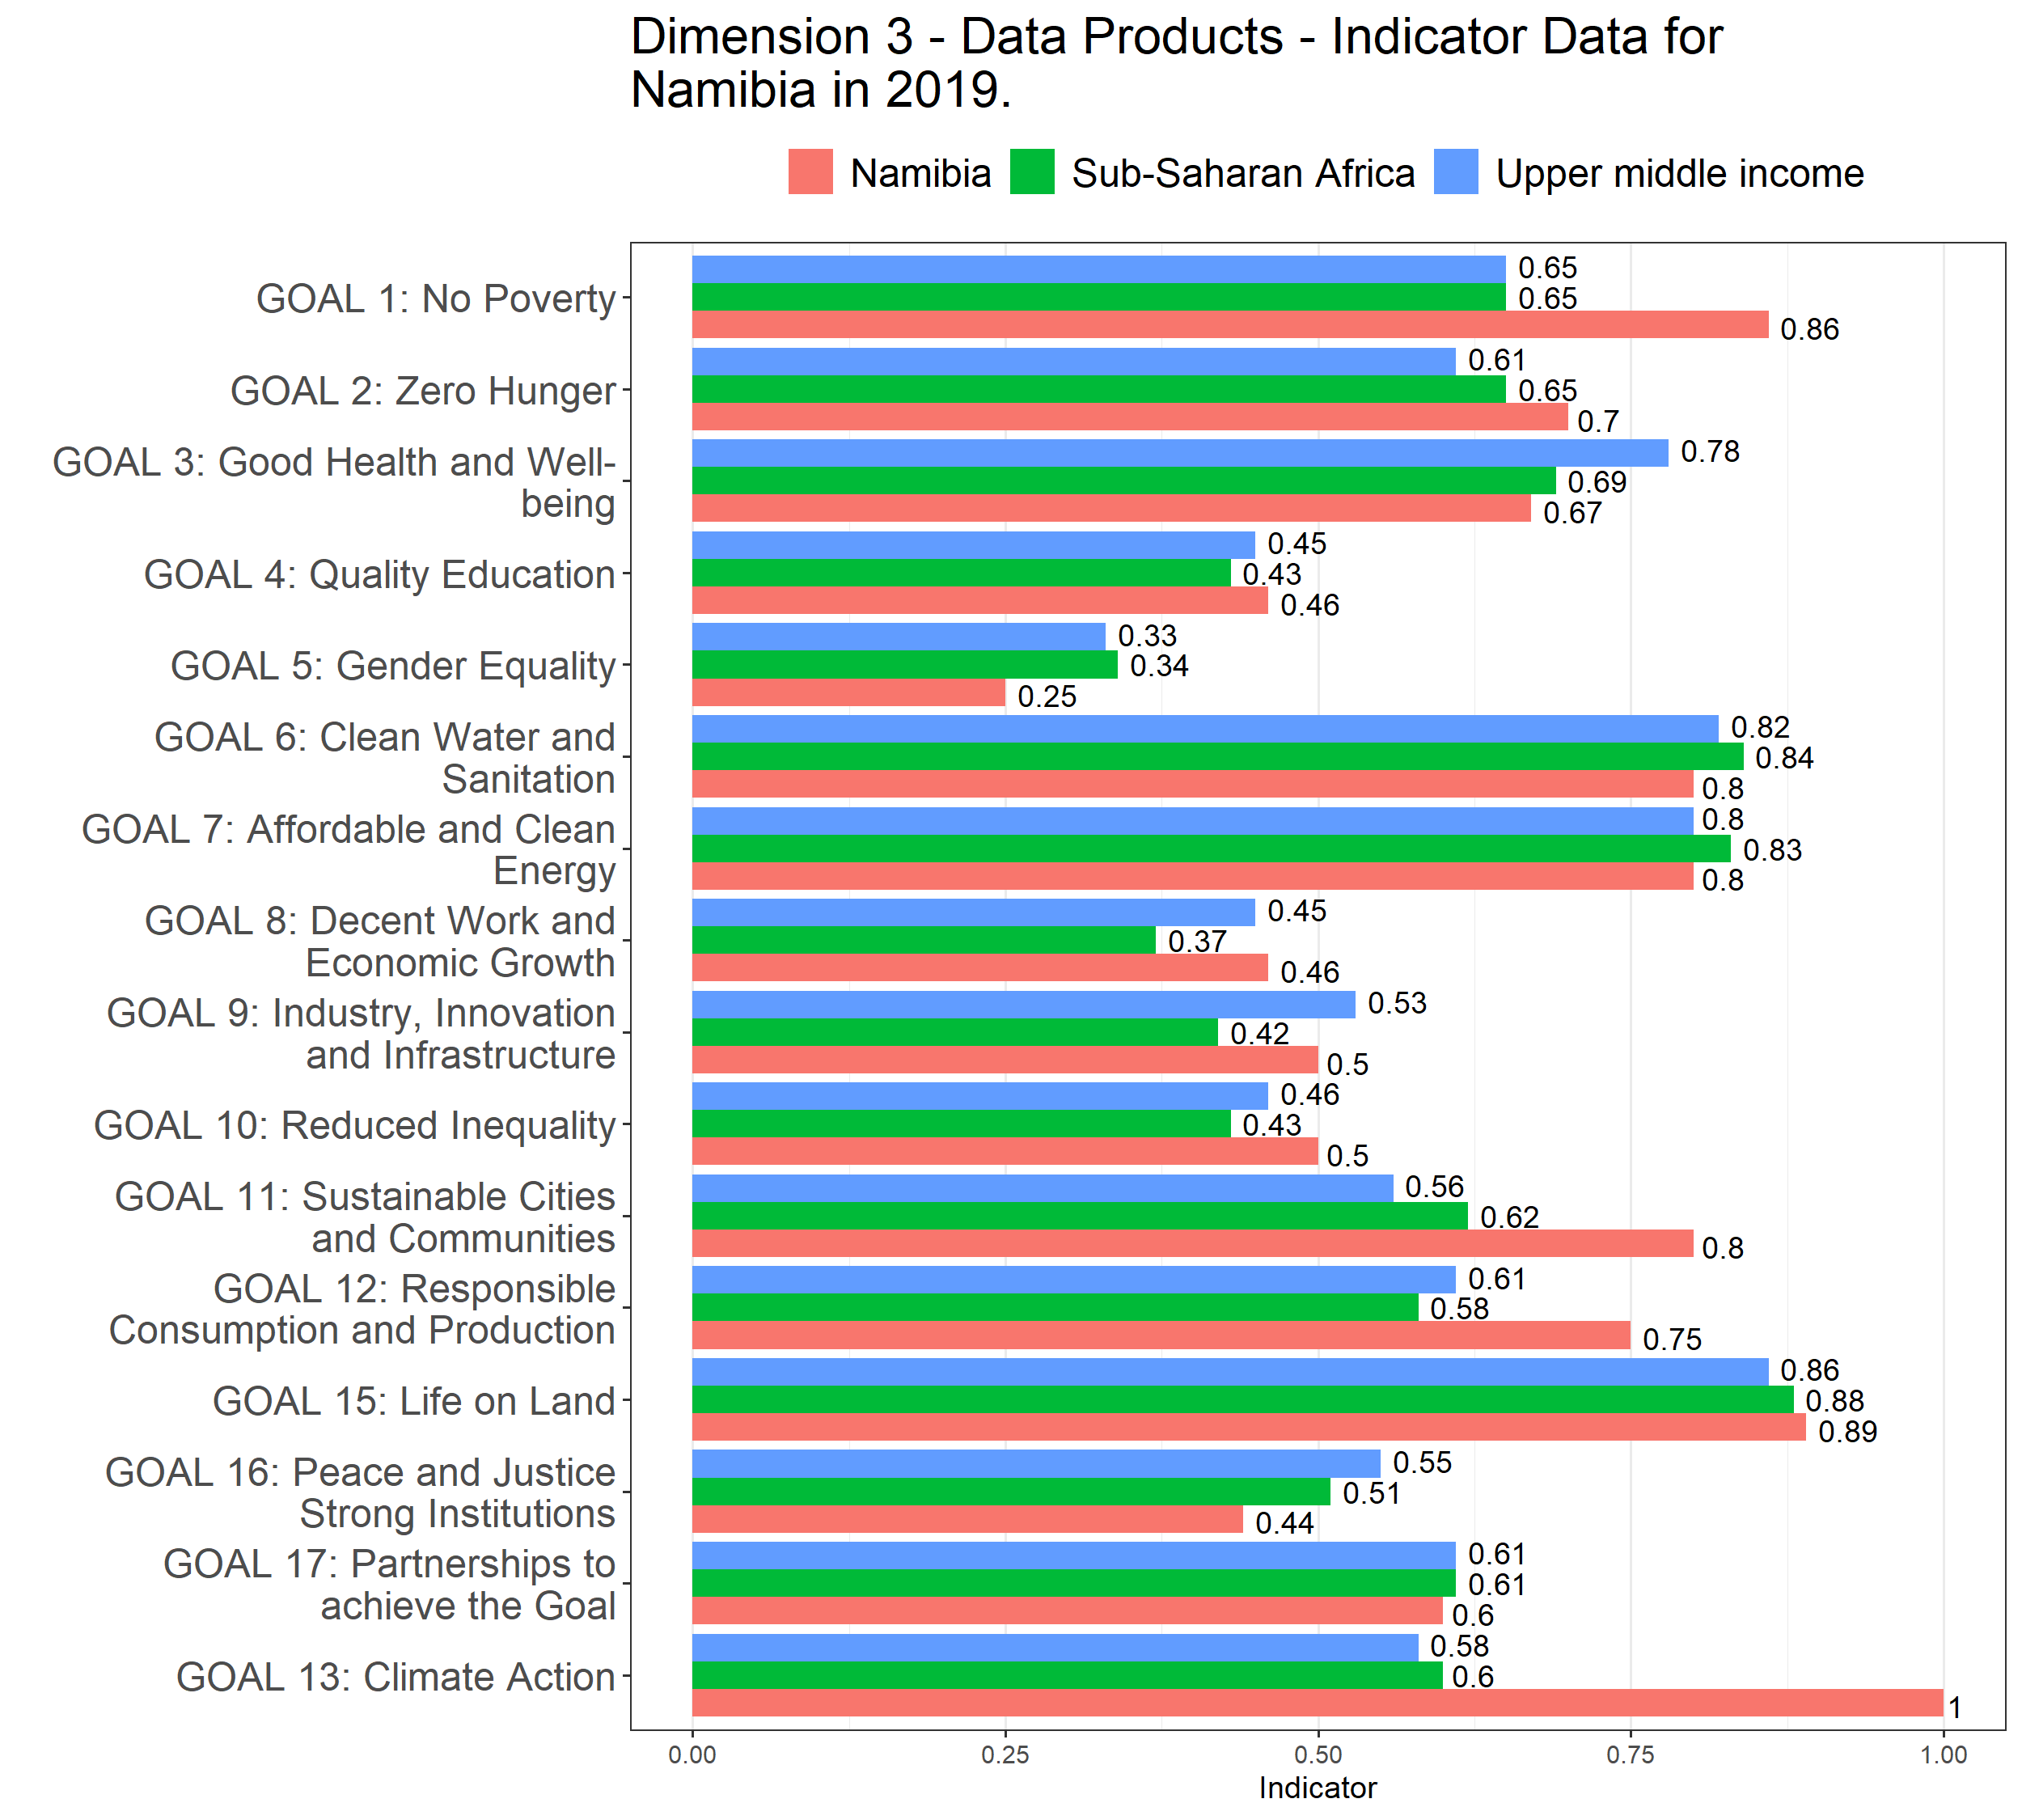 Dimension 3 - Data Products - Indicator Data for
Namibia in 2019.
Namibia Sub-Saharan Africa Upper middle income
GOAL 1: No Poverty
0.65
0.65
0.86
GOAL 2: Zero Hunger
0.61
0.65
0.7
GOAL 3: Good Health and Well-
being
0.78
0.69
0.67
GOAL 4: Quality Education
0.45
0.43
0.46
GOAL 5: Gender Equality
0.33
0.34
0.25
GOAL 6: Clean Water and
Sanitation
0.82
0.84
0.8
GOAL 7: Affordable and Clean
Energy
0.8
0.83
0.8
GOAL 8: Decent Work and
Economic Growth
0.45
0.37
0.46
GOAL 9: Industry, Innovation
and Infrastructure
0.53
0.42
0.5
GOAL 10: Reduced Inequality
0.46
0.43
0.5
GOAL 11: Sustainable Cities
and Communities
0.56
0.62
0.8
GOAL 12: Responsible
Consumption and Production
0.61
0.58
0.75
GOAL 15: Life on Land
0.86
0.88
0.89
GOAL 16: Peace and Justice
Strong Institutions
0.55
0.51
0.44
GOAL 17: Partnerships to
achieve the Goal
0.61
0.61
0.6
GOAL 13: Climate Action
0.58
0.6
1
0.00 0.25 0.50 0.75 1.00
Indicator